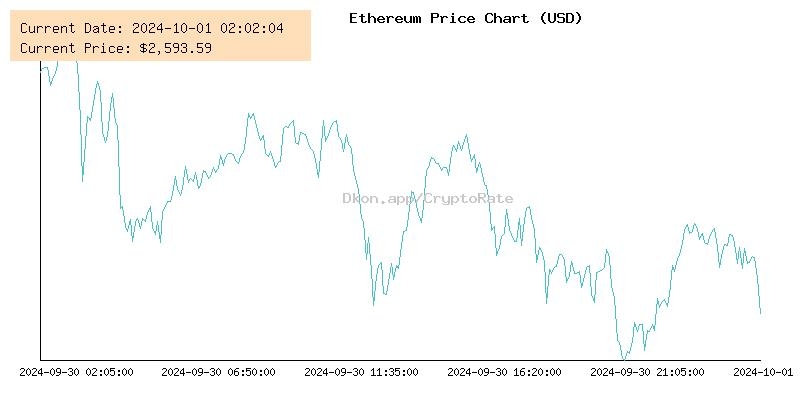 Ethereum Price Chart (USD)
Current Date: 2024-10-01 02:02:04
Current Price: $2,593.59
Dkon.app/CryptoRate
2024-09-30 02:05:00
2024-09-30 06:50:00
2024-09-30 11:35:00
2024-09-30 16:20:00
2024-09-30 21:05:00
2024-10-01